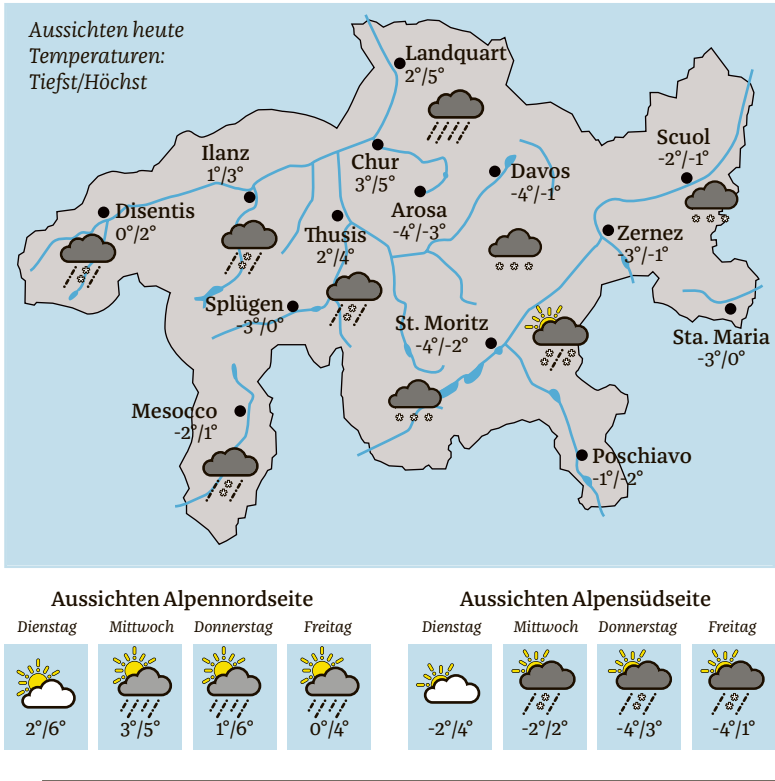 Aussichten heute
Temperaturen:
Tiefst/Höchst
Landquart
2°/5°
Scuol
-2°/-1°
Ilanz
1°/3°
Chur
3°/5°
Davos
-4°/-1°
Disentis
0°/2°
Arosa
-4°/-3°
Thusis
2°/4°
Zernez
-3°/-1°
Splügen
-3°/0°
St. Moritz
-4°/-2°
Sta. Maria
-3°/0°
Mesocco
-2°/1°
Poschiavo
-1°/-2°
Aussichten Alpennordseite
Dienstag Mittwoch Donnerstag Freitag
2°/6° 3°/5° 1°/6° 0°/4°
Aussichten Alpensüdseite
Dienstag Mittwoch Donnerstag Freitag
-2°/4° -2°/2° -4°/3° -4°/1°